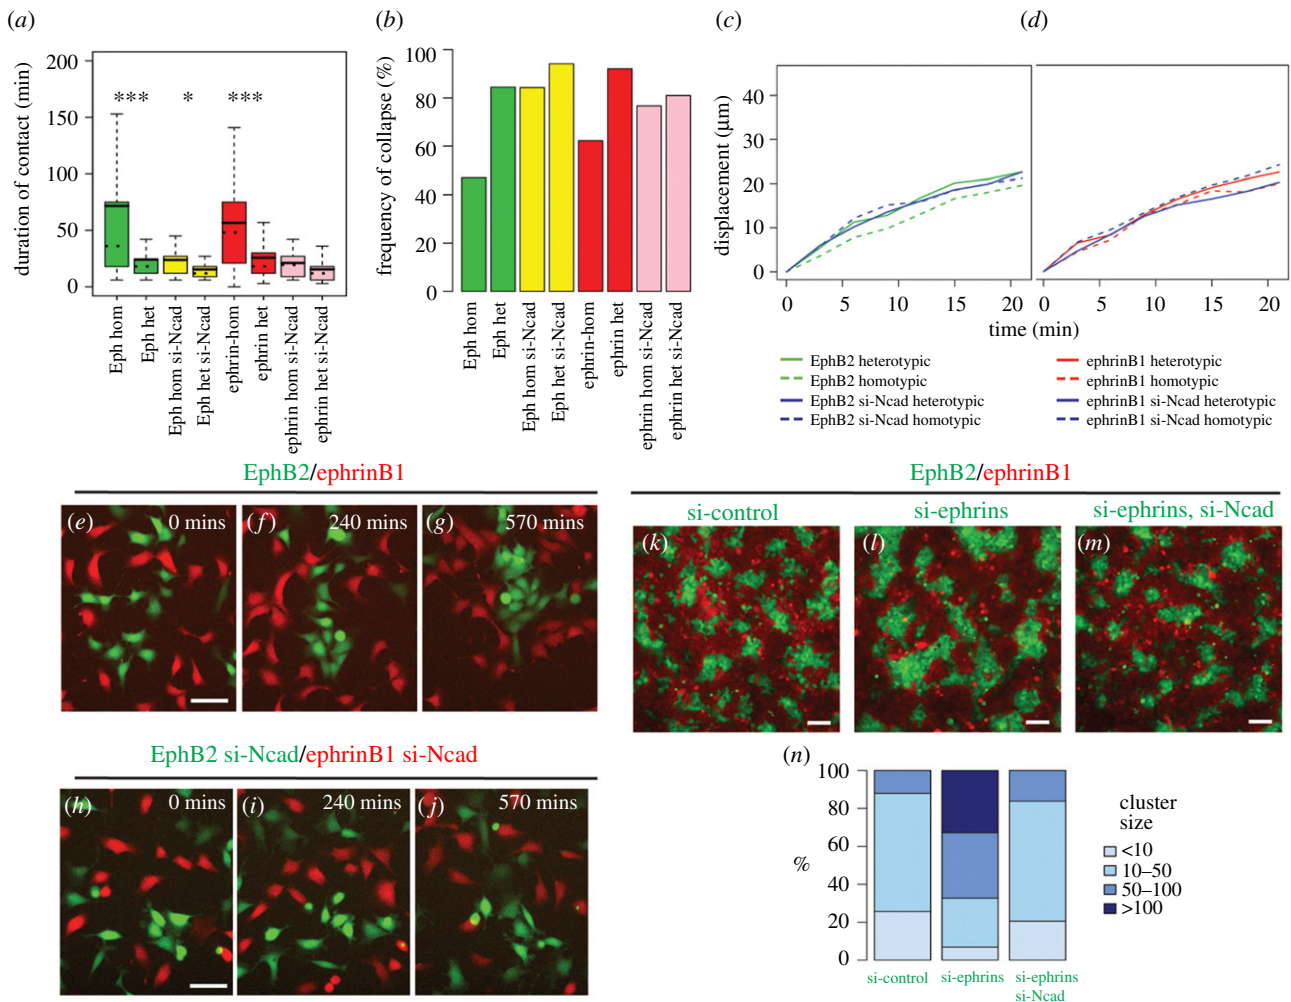 (a)
duration of contact (min)
200
150
100
50
0
*** * ***
Eph hom
Eph het
Eph hom si-Ncad
Eph het si-Ncad
ephrin-hom
ephrin het
ephrin hom si-Ncad
ephrin het si-Ncad
(b)
frequency of collapse (%)
100
80
60
40
20
0
Eph hom
Eph het
Eph hom si-Ncad
Eph het si-Ncad
ephrin-hom
ephrin het
ephrin hom si-Ncad
ephrin het si-Ncad
(c) (d)
displacement (µm)
40
30
20
10
0
0 5 10 15 20 0 5 10 15 20
time (min)
EphB2 heterotypic
EphB2 homotypic
EphB2 si-Ncad heterotypic
EphB2 si-Ncad homotypic
ephrinB1 heterotypic
ephrinB1 homotypic
ephrinB1 si-Ncad heterotypic
ephrinB1 si-Ncad homotypic
EphB2/ephrinB1
(e) 0 mins
(f) 240 mins
(g) 570 mins
EphB2 si-Ncad/ephrinB1 si-Ncad
(h) 0 mins
(i) 240 mins
(j) 570 mins
EphB2/ephrinB1
si-control si-ephrins si-ephrins, si-Ncad
(k) (l) (m)
(n)
%
100
80
60
40
20
0
si-control
si-ephrins
si-ephrins
si-Ncad
cluster
size
<10
10–50
50–100
>100